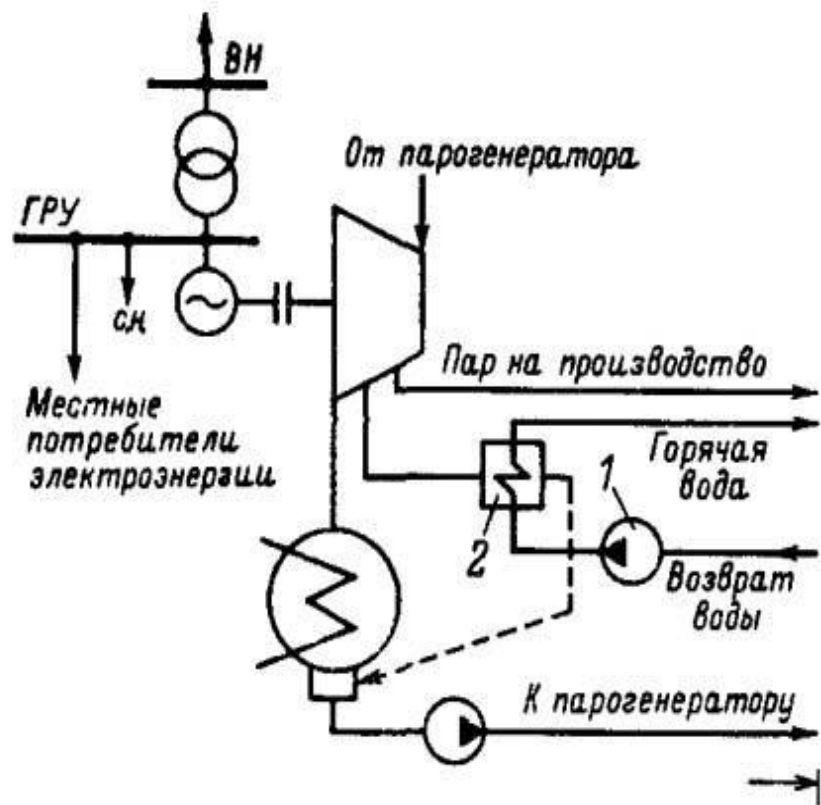 ВН
От парогенератора
ГРУ
сн
Местные
потребители
электроэнергии
Пар на производство
Горячая
вода
1
2
Возврат
воды
К парогенератору